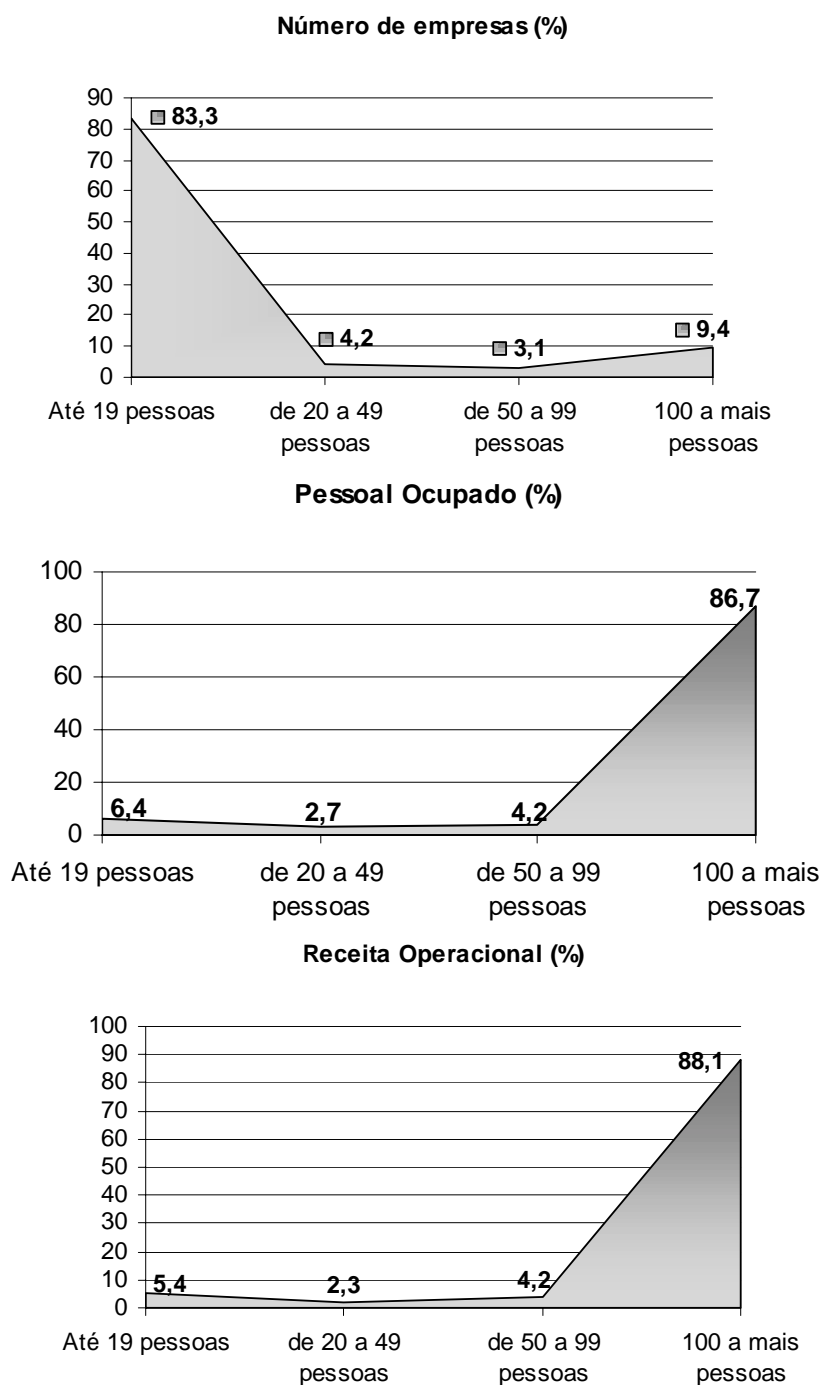 Número de empresas (%)
90
80
70
60
50
40
30
20
10
0
83,3
4,2
3,1
9,4
Até 19 pessoas
de 20 a 49
pessoas
de 50 a 99
pessoas
100 a mais
pessoas
Pessoal Ocupado (%)
100
80
60
40
20
0
6,4
2,7
4,2
86,7
Até 19 pessoas
de 20 a 49
pessoas
de 50 a 99
pessoas
100 a mais
pessoas
Receita Operacional (%)
100
90
80
70
60
50
40
30
20
10
0
5,4
2,3
4,2
88,1
Até 19 pessoas
de 20 a 49
pessoas
de 50 a 99
pessoas
100 a mais
pessoas